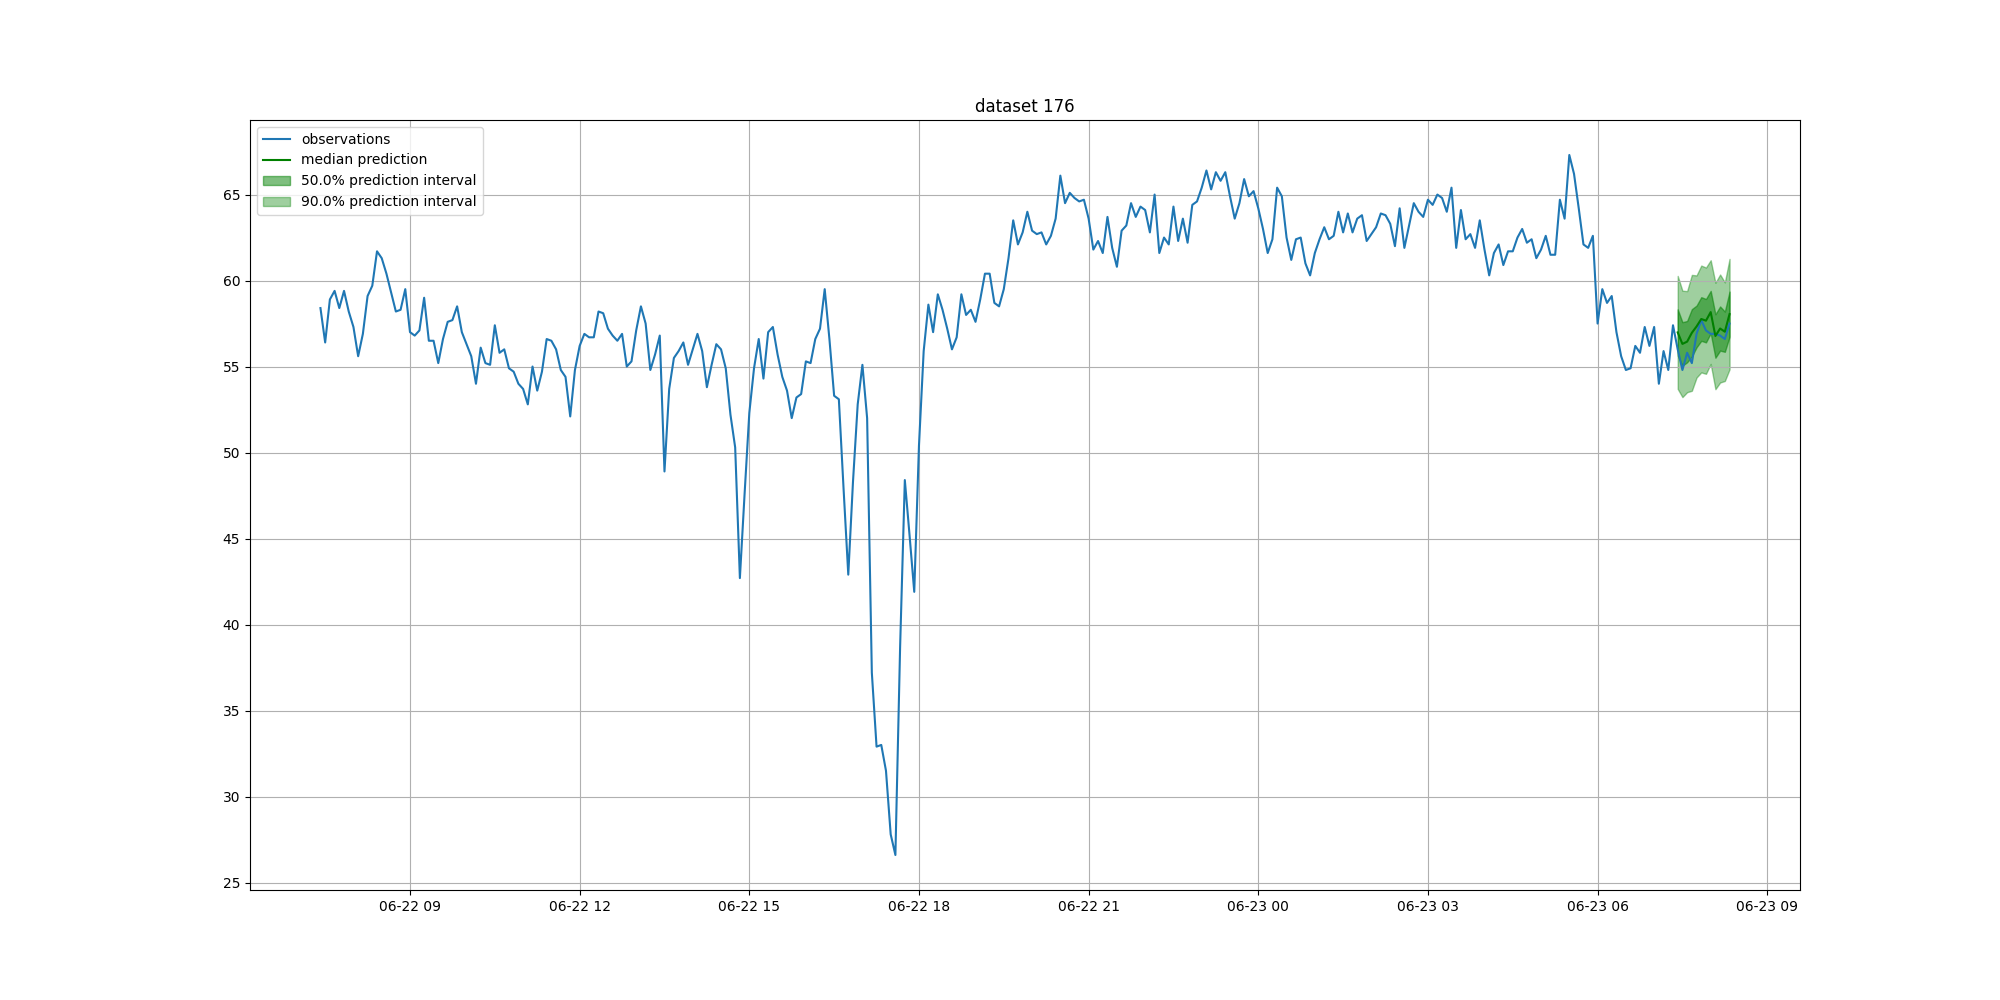 dataset 176
observations
median prediction
50.0% prediction interval
90.0% prediction interval
65
60
55
50
45
40
35
30
25
06-22 09 06-22 12 06-22 15 06-22 18 06-22 21 06-23 00 06-23 03 06-23 06 06-23 09